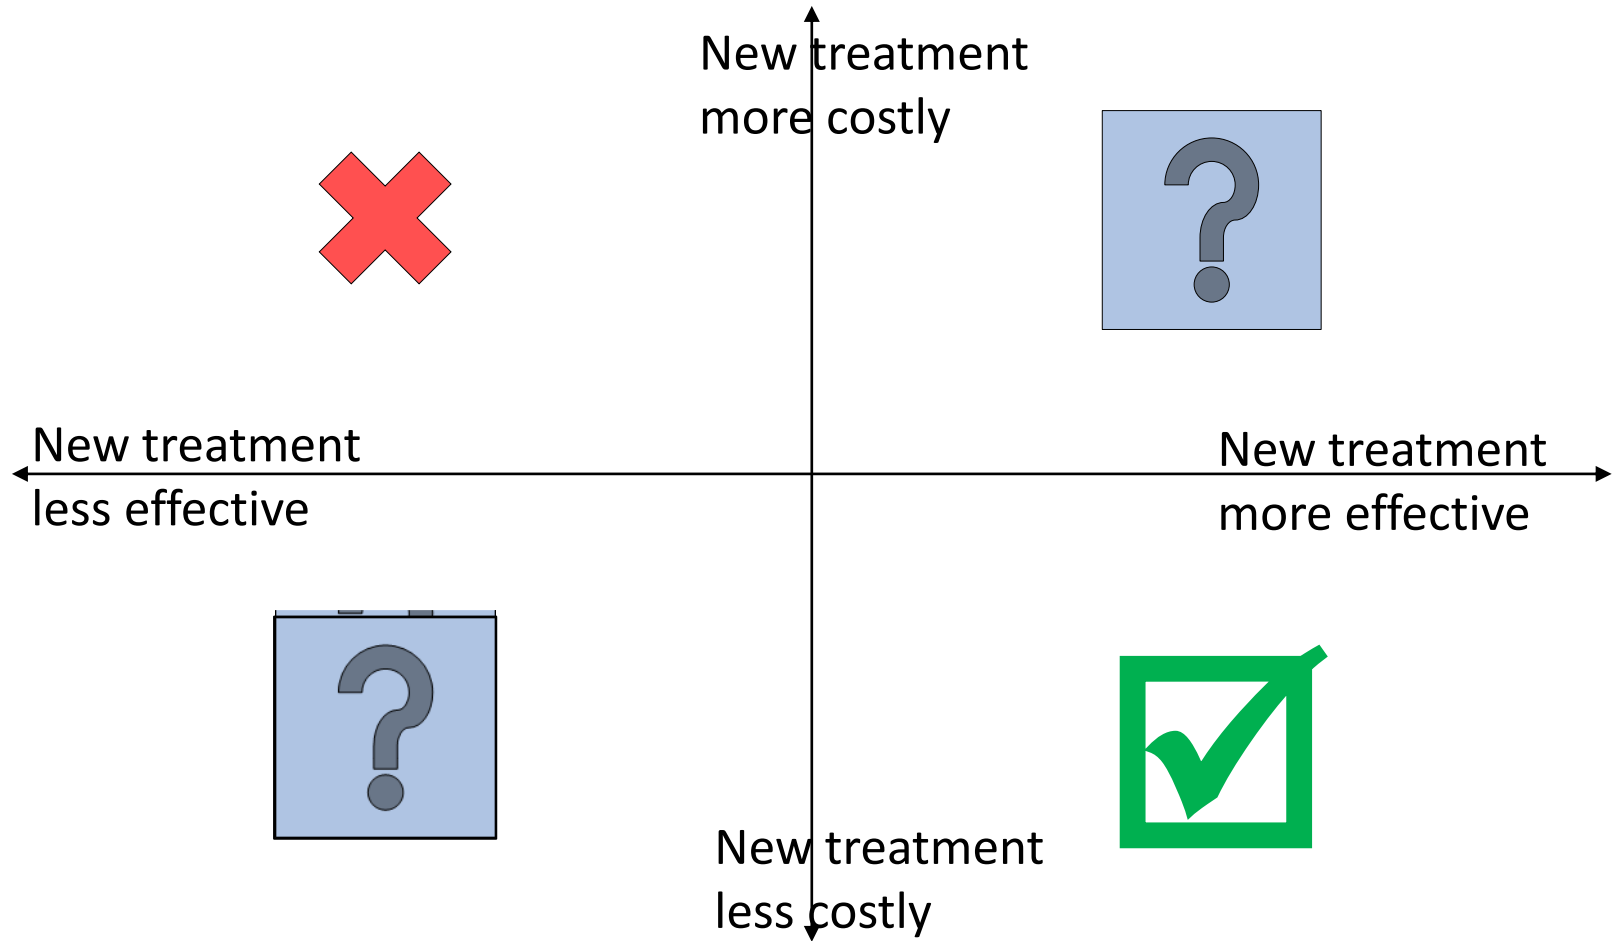 New treatment
more costly
?
New treatment
less effective
New treatment
more effective
?
New treatment
less costly